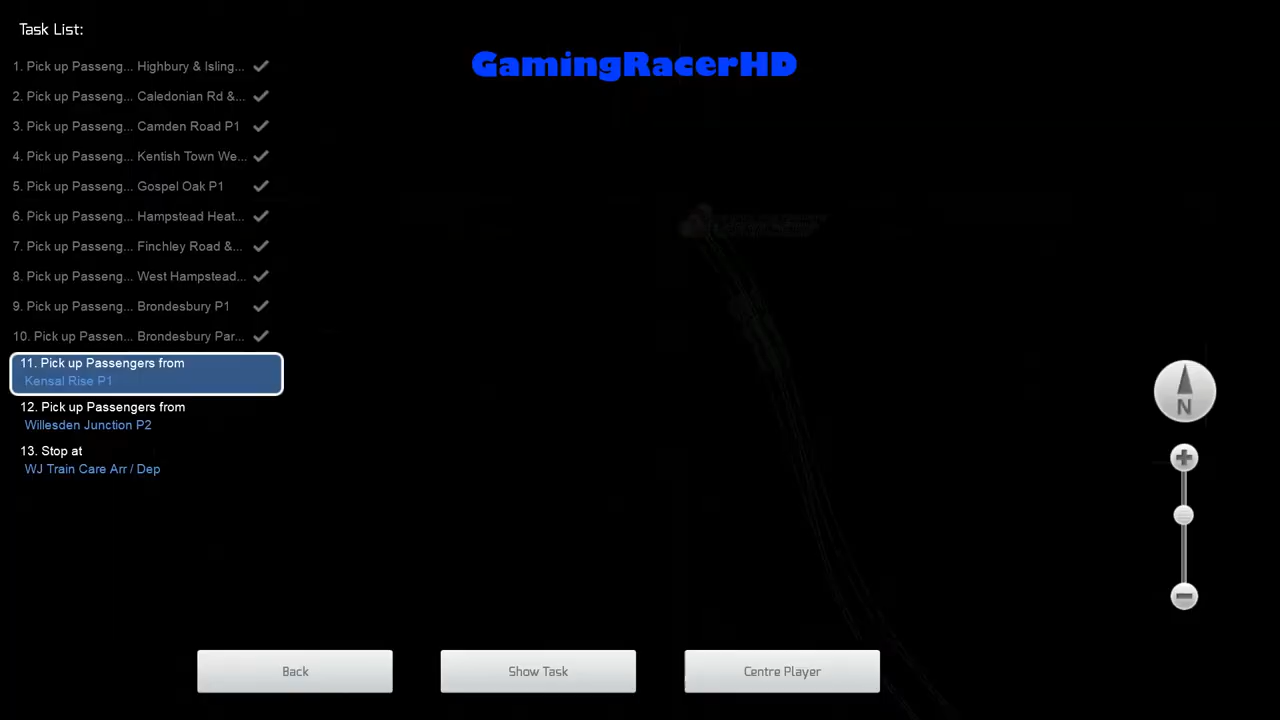 Task List:
GamingRacerHD
1. Pick up Passeng... Highbury & Isling...
2. Pick up Passeng... Caledonian Rd &...
3. Pick up Passeng... Camden Road P1
4. Pick up Passeng... Kentish Town We...
5. Pick up Passeng... Gospel Oak P1
6. Pick up Passeng... Hampstead Heat...
7. Pick up Passeng... Finchley Road &...
8. Pick up Passeng... West Hampstead...
9. Pick up Passeng... Brondesbury P1
10. Pick up Passen... Brondesbury Par...
11. Pick up Passengers from
Kensal Rise P1
12. Pick up Passengers from
Willesden Junction P2
13. Stop at
WJ Train Care Arr / Dep
N
Back
Show Task
Centre Player